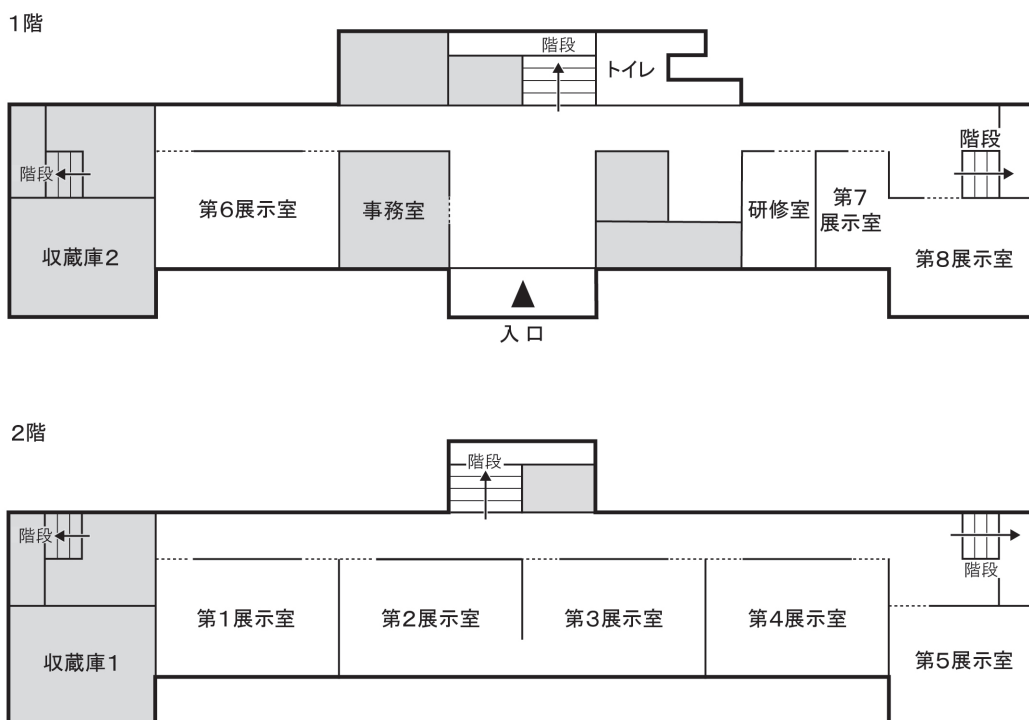 1階
階段
トイレ
階段
階段
第6展示室
事務室
研修室
第7
展示室
収蔵庫2
第8展示室
入口
2階
階段
階段
階段
第1展示室
第2展示室
第3展示室
第4展示室
収蔵庫1
第5展示室